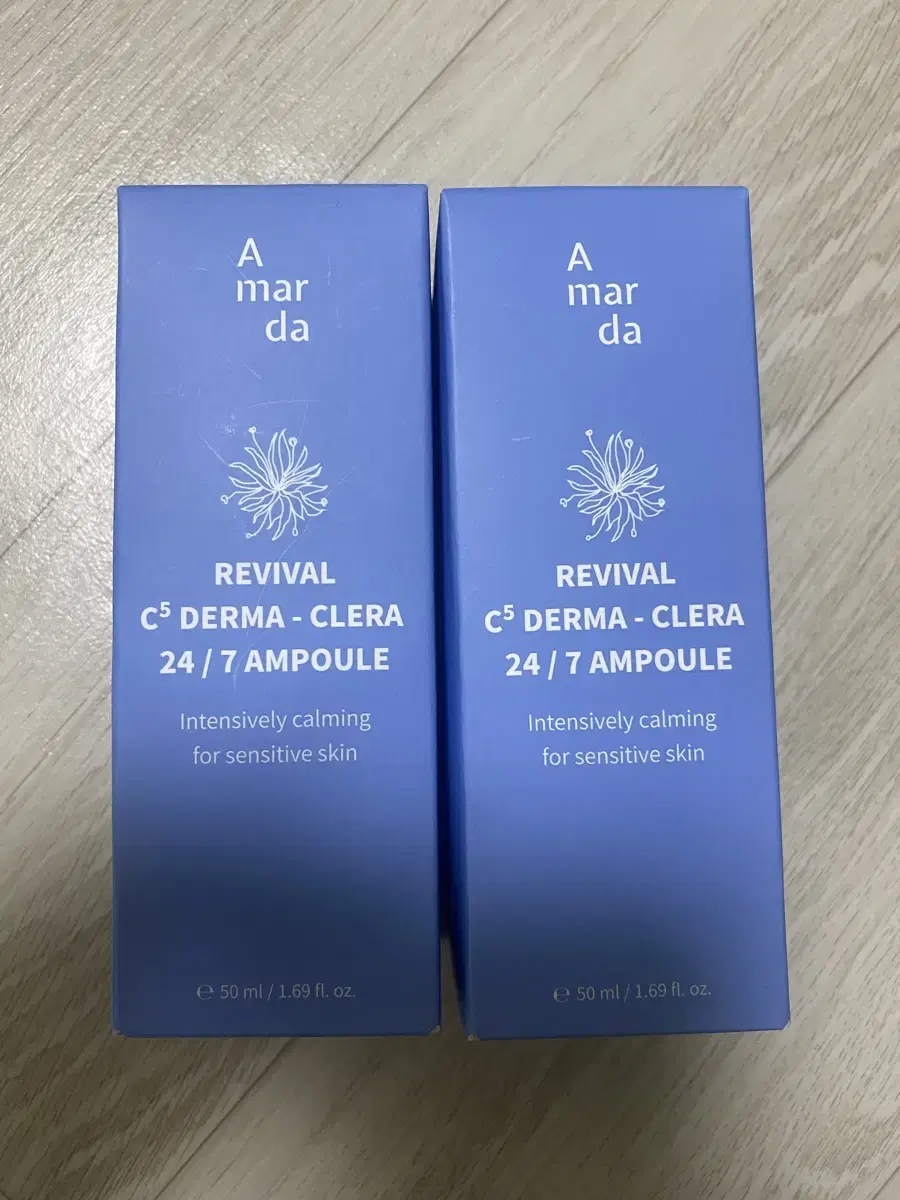 A
mar
da
REVIVAL
C⁵ DERMA - CLERA
24 / 7 AMPOULE
Intensively calming
for sensitive skin
℮ 50 ml / 1.69 fl. oz.
A
mar
da
REVIVAL
C⁵ DERMA - CLERA
24 / 7 AMPOULE
Intensively calming
for sensitive skin
℮ 50 ml / 1.69 fl. oz.